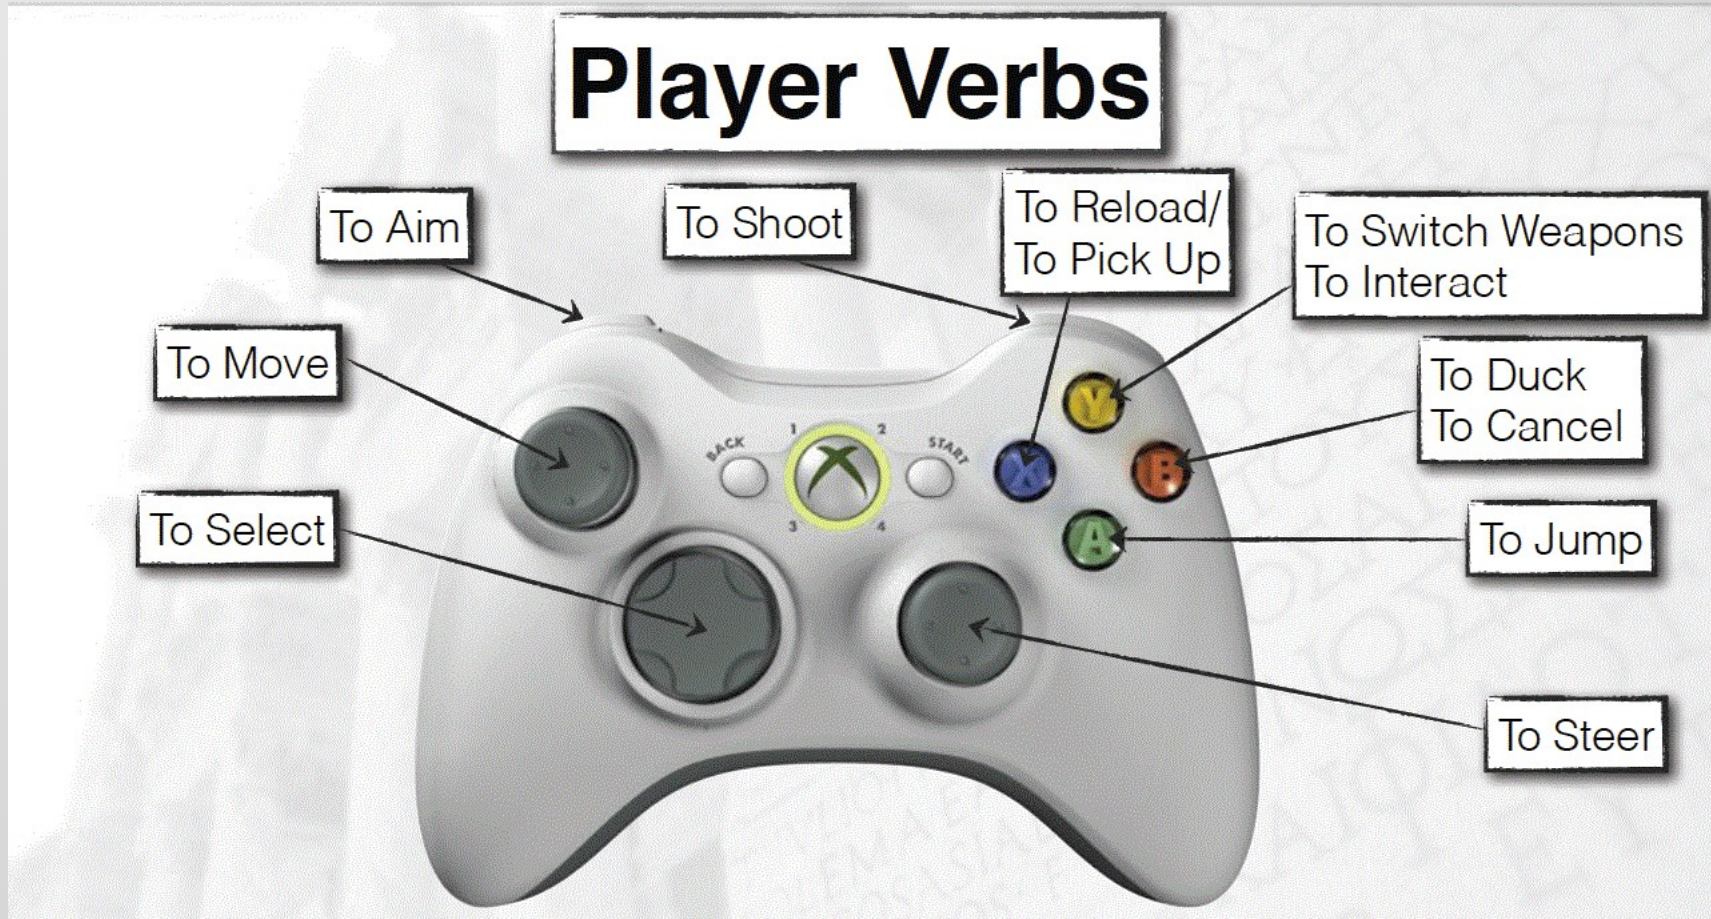 Player Verbs
To Aim
To Shoot
To Reload/
To Pick Up
To Switch Weapons
To Interact
To Move
To Duck
To Cancel
To Select
To Jump
To Steer
BACK
START
1
2
3
4
Y
X
B
A